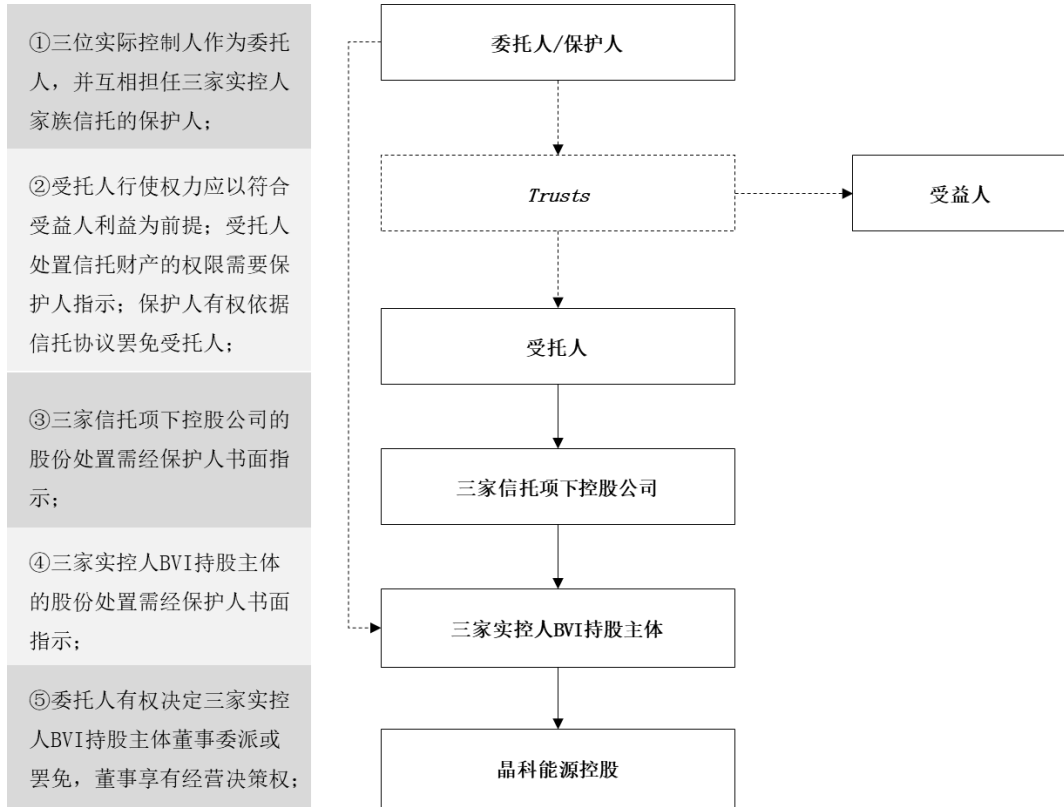 ①三位实际控制人作为委托
人，并互相担任三家实控人
家族信托的保护人；
②受托人行使权力应以符合
受益人利益为前提；受托人
处置信托财产的权限需要保
护人指示；保护人有权依据
信托协议罢免受托人；
③三家信托项下控股公司的
股份处置需经保护人书面指
示；
④三家实控人BVI持股主体
的股份处置需经保护人书面
指示；
⑤委托人有权决定三家实控
人BVI持股主体董事委派或
罢免，董事享有经营决策权；
委托人/保护人
Trusts
受益人
受托人
三家信托项下控股公司
三家实控人BVI持股主体
晶科能源控股